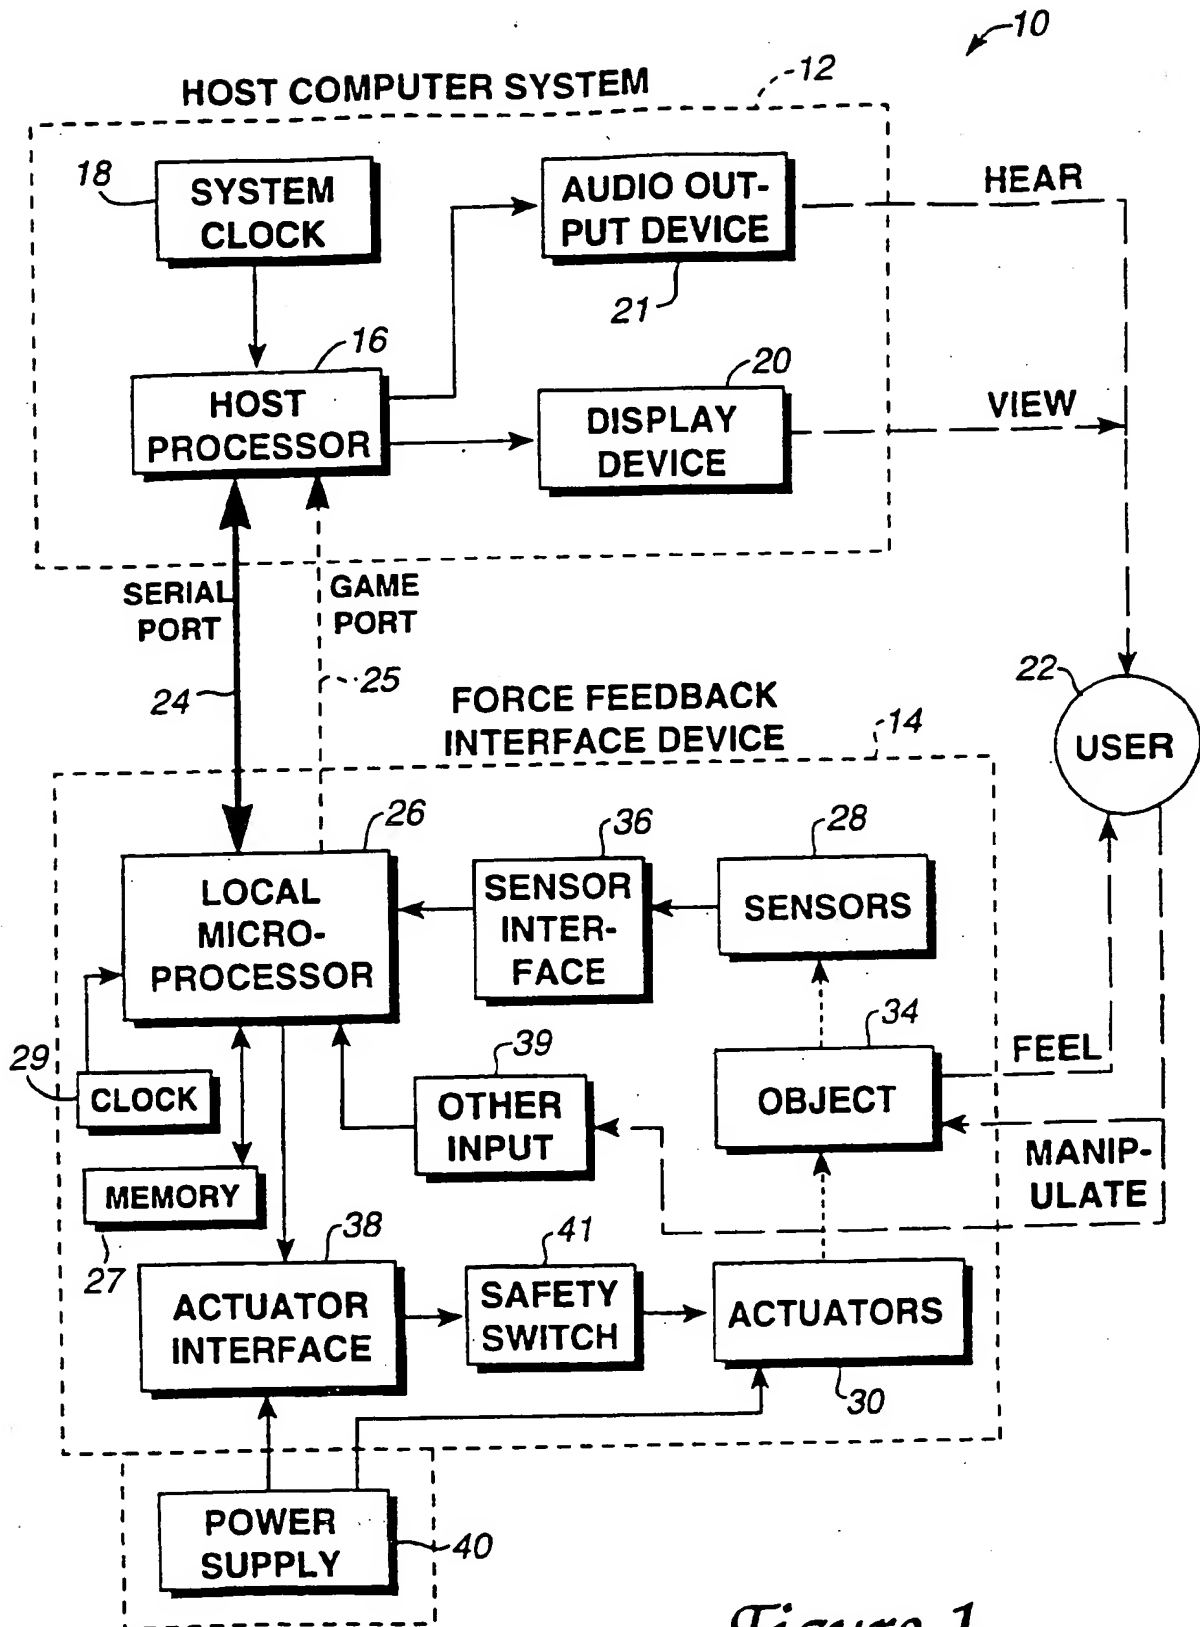 10
HOST COMPUTER SYSTEM
12
18
SYSTEM
CLOCK
AUDIO OUT-
PUT DEVICE
21
HEAR
16
HOST
PROCESSOR
20
DISPLAY
DEVICE
VIEW
SERIAL
PORT
GAME
PORT
24
25
22
USER
FORCE FEEDBACK
INTERFACE DEVICE
14
26
LOCAL
MICRO-
PROCESSOR
36
SENSOR
INTER-
FACE
28
SENSORS
29
CLOCK
39
OTHER
INPUT
34
OBJECT
FEEL
MANIP-
ULATE
MEMORY
27
38
ACTUATOR
INTERFACE
41
SAFETY
SWITCH
ACTUATORS
30
POWER
SUPPLY
40
Figure 1